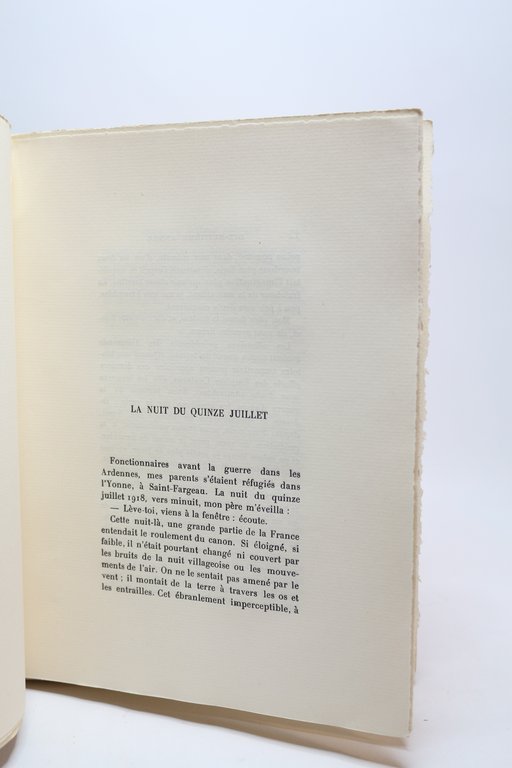 LA NUIT DU QUINZE JUILLET
Fonctionnaires avant la guerre dans les
Ardennes, mes parents s'étaient réfugiés dans
l'Yonne, à Saint-Fargeau. La nuit du quinze
juillet 1918, vers minuit, mon père m'éveilla :
— Lève-toi, viens à la fenêtre : écoute.
Cette nuit-là, une grande partie de la France
entendait le roulement du canon. Si éloigné, si
faible, il n'était pourtant changé ni couvert par
les bruits de la nuit villageoise ou les mouve-
ments de l'air. On ne le sentait pas amené par le
vent ; il montait de la terre à travers les os et
les entrailles. Cet ébranlement imperceptible, à